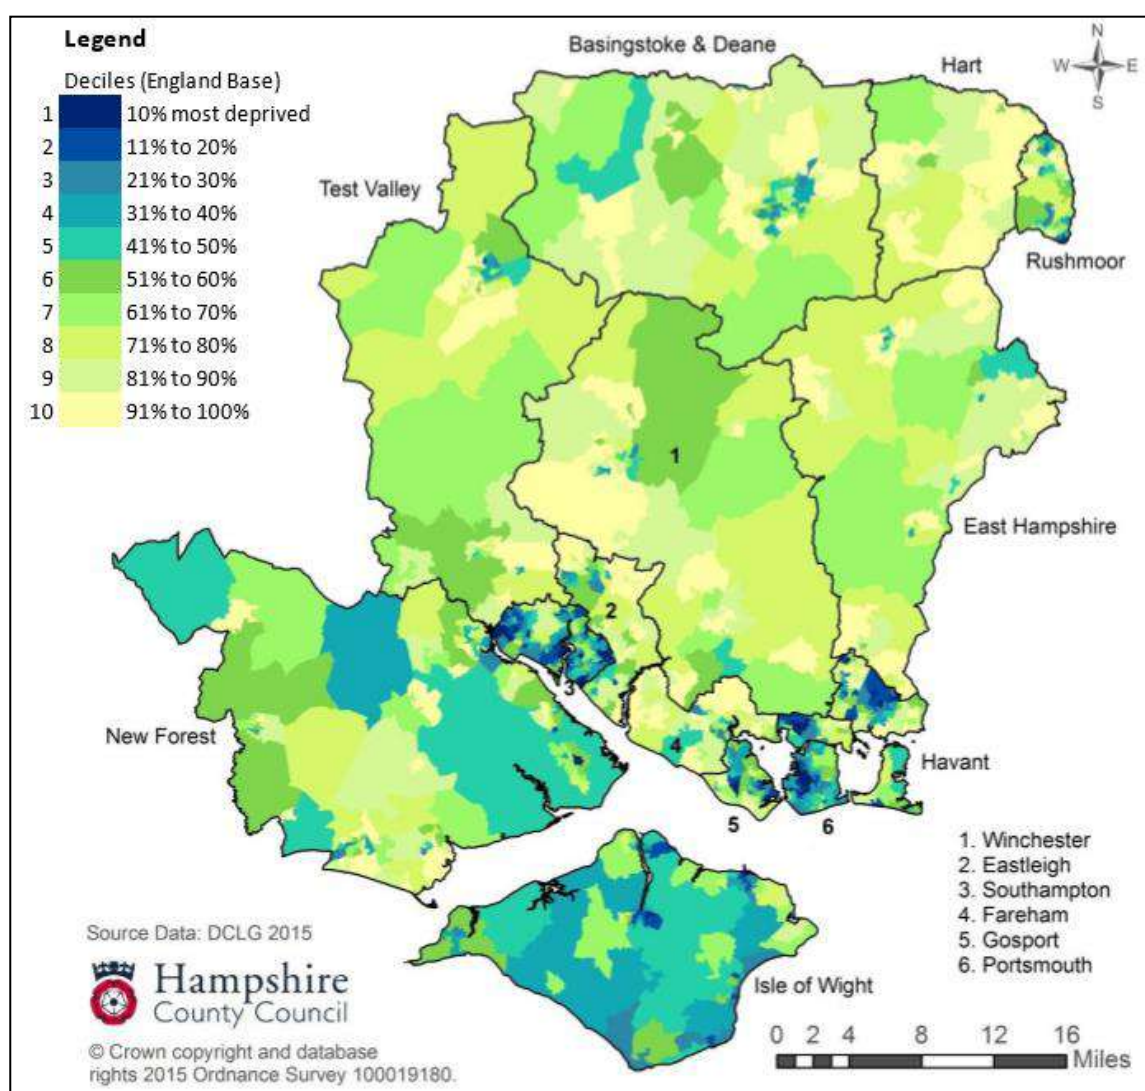 Legend
Deciles (England Base)
1 10% most deprived
2 11% to 20%
3 21% to 30%
4 31% to 40%
5 41% to 50%
6 51% to 60%
7 61% to 70%
8 71% to 80%
9 81% to 90%
10 91% to 100%
Basingstoke & Deane
Hart
N
W E
S
Test Valley
Rushmoor
1
East Hampshire
2
3
New Forest
4
Havant
5
6
1. Winchester
2. Eastleigh
3. Southampton
4. Fareham
5. Gosport
6. Portsmouth
Source Data: DCLG 2015
Hampshire
County Council
Isle of Wight
© Crown copyright and database
rights 2015 Ordnance Survey 100019180.
0 2 4 8 12 16
Miles